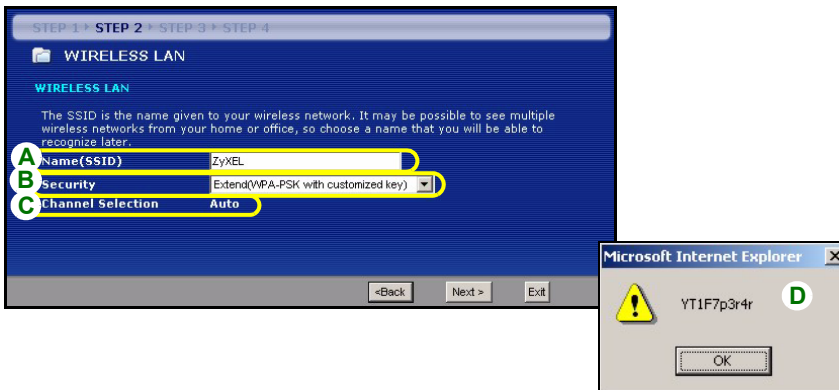 STEP 1 STEP 2 STEP 3 STEP 4
WIRELESS LAN
WIRELESS LAN
The SSID is the name given to your wireless network. It may be possible to see multiple
wireless networks from your home or office, so choose a name that you will be able to
recognize later.
A Name(SSID) ZyXEL
B Security Extend(WPA-PSK with customized key)
C Channel Selection Auto
<Back Next > Exit
Microsoft Internet Explorer X
YT1F7p3r4r D
OK